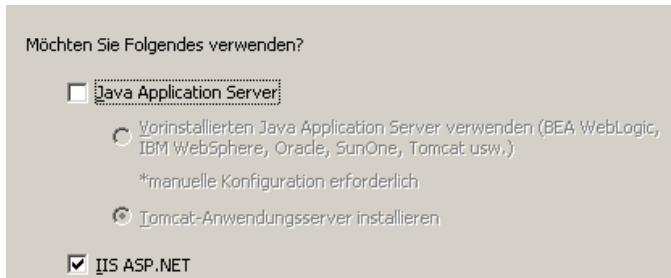 Möchten Sie Folgendes verwenden?
Java Application Server
Vorinstallierten Java Application Server verwenden (BEA WebLogic,
IBM WebSphere, Oracle, SunOne, Tomcat usw.)
*manuelle Konfiguration erforderlich
Tomcat-Anwendungsserver installieren
IIS ASP.NET